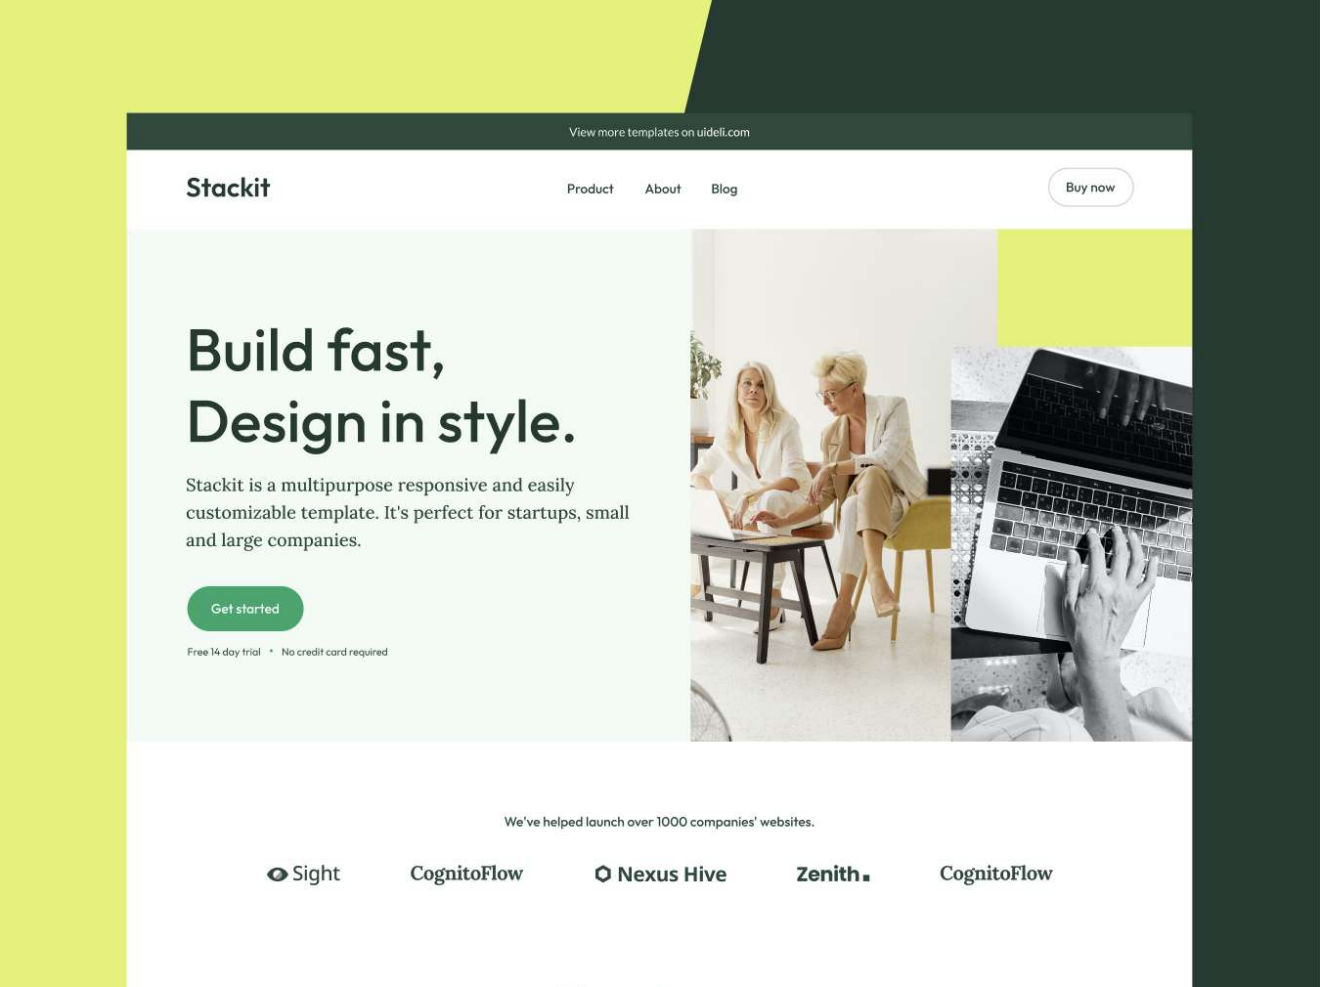 View more templates on uideli.com
Stackit
Product
About
Blog
Buy now
Build fast,
Design in style.
Stackit is a multipurpose responsive and easily
customizable template. It's perfect for startups, small
and large companies.
Get started
Free 14 day trial • No credit card required
We've helped launch over 1000 companies' websites.
Sight
CognitoFlow
Nexus Hive
Zenith.
CognitoFlow